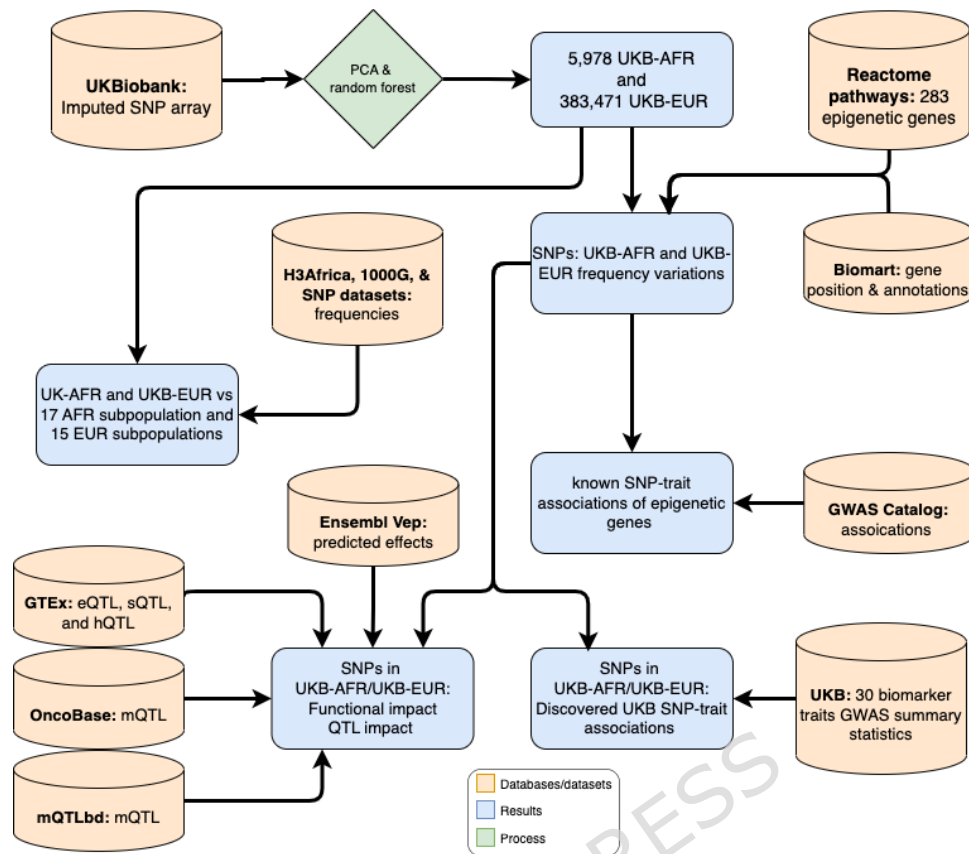 UKBiobank:
Imputed SNP array
PCA &
random forest
5,978 UKB-AFR
and
383,471 UKB-EUR
Reactome
pathways: 283
epigenetic genes
H3Africa, 1000G, &
SNP datasets:
frequencies
SNPs: UKB-AFR and UKB-
EUR frequency variations
Biomart: gene
position & annotations
UK-AFR and UKB-EUR vs
17 AFR subpopulation and
15 EUR subpopulations
Ensembl Vep:
predicted effects
known SNP-trait
associations of epigenetic
genes
GWAS Catalog:
assoications
GTEx: eQTL, sQTL,
and hQTL
OncoBase: mQTL
mQTLbd: mQTL
SNPs in
UKB-AFR/UKB-EUR:
Functional impact
QTL impact
SNPs in
UKB-AFR/UKB-EUR:
Discovered UKB SNP-trait
associations
UKB: 30 biomarker
traits GWAS summary
statistics
Databases/datasets
Results
Process
PRESS